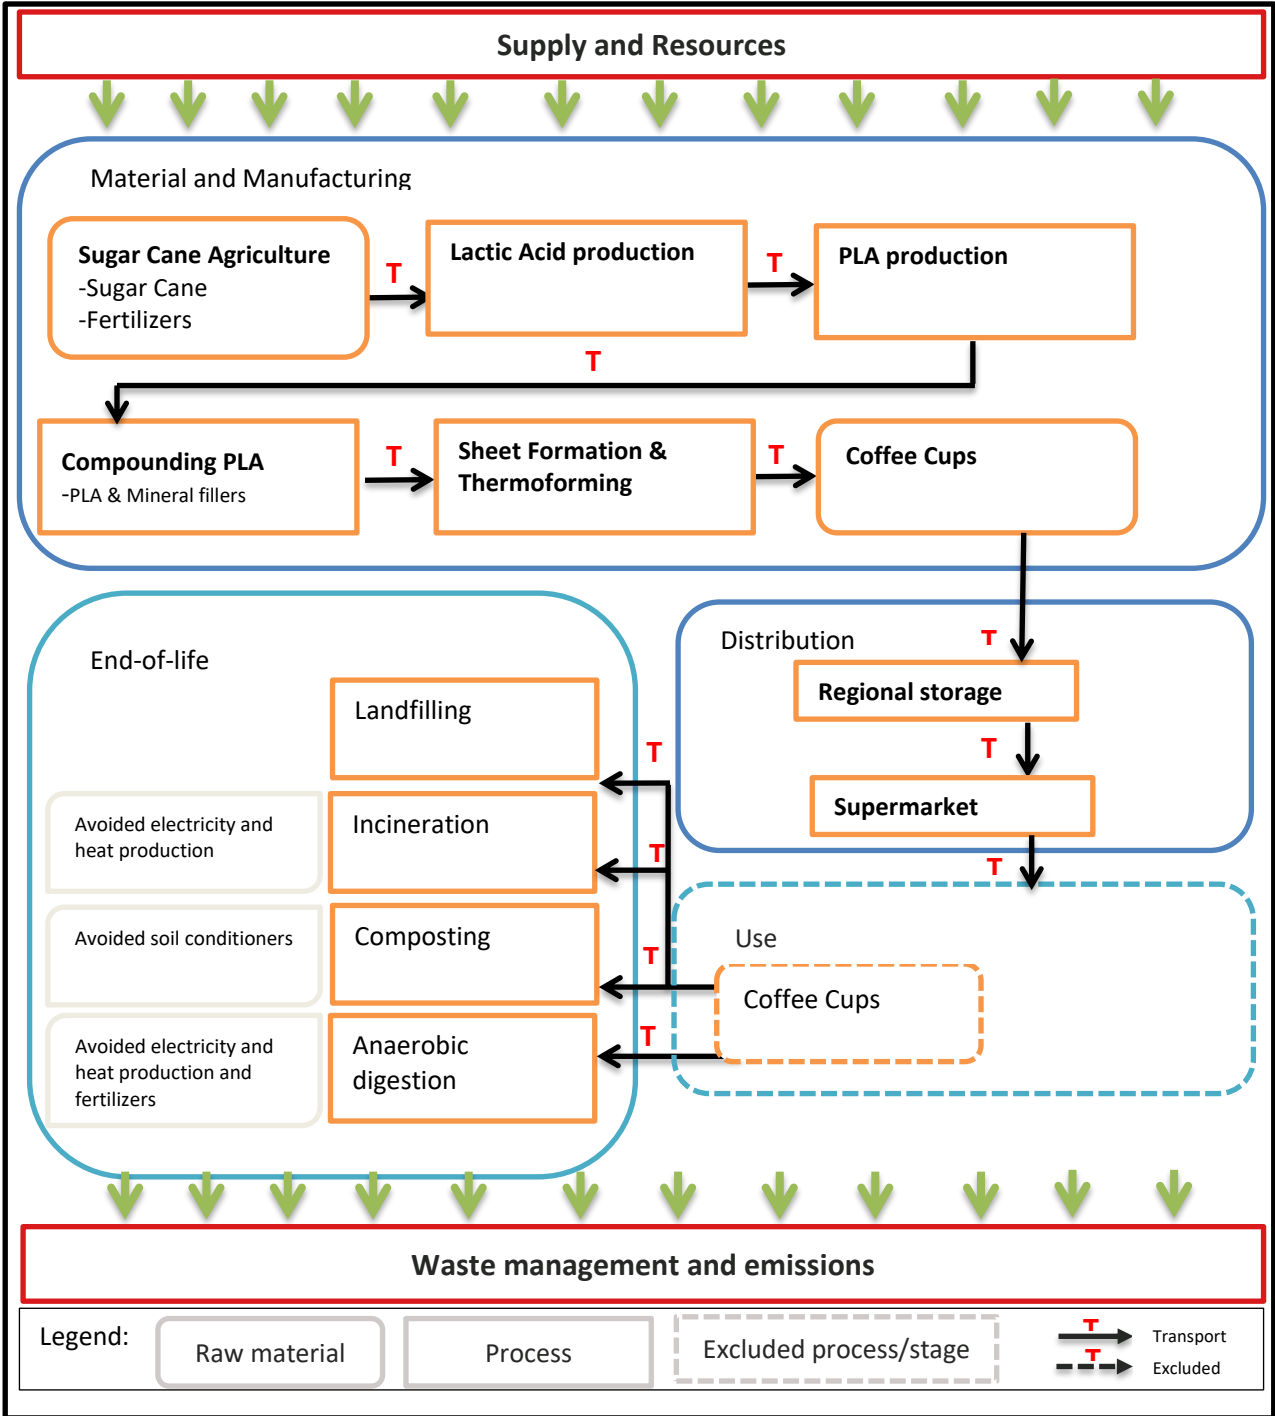 Supply and Resources
Material and Manufacturing
Sugar Cane Agriculture
-Sugar Cane
-Fertilizers
T
Lactic Acid production
T
PLA production
T
Compounding PLA
-PLA & Mineral fillers
T
Sheet Formation &
Thermoforming
T
Coffee Cups
T
Distribution
Regional storage
T
Supermarket
T
End-of-life
Landfilling
T
Avoided electricity and
heat production
Incineration
T
Avoided soil conditioners
Composting
T
Avoided electricity and
heat production and
fertilizers
Anaerobic
digestion
T
Use
Coffee Cups
Waste management and emissions
Legend:
Raw material
Process
Excluded process/stage
T
Transport
T
Excluded